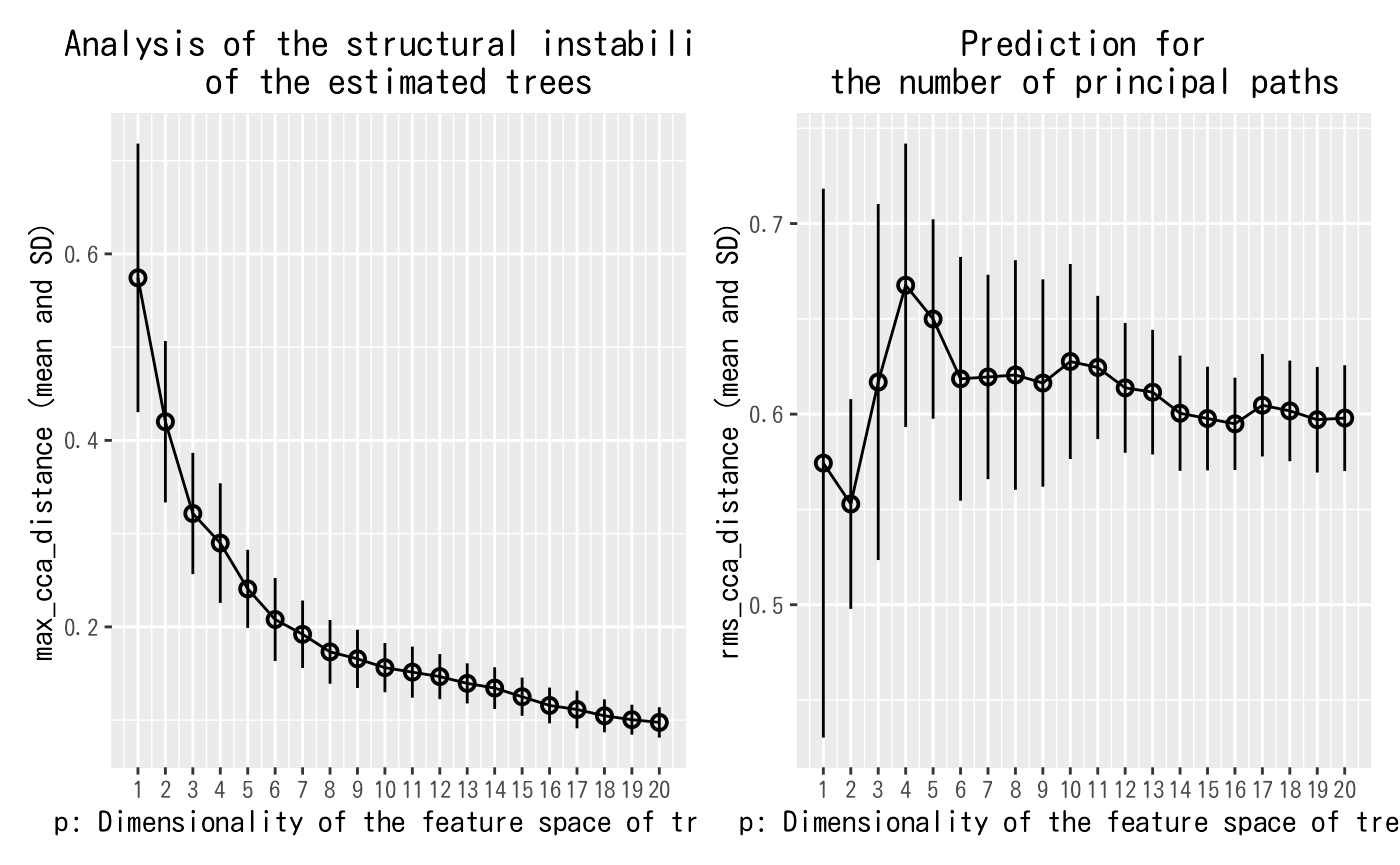 Analysis of the structural instabili
of the estimated trees
max_cca_distance (mean and SD)
0.6
0.4
0.2
1 2 3 4 5 6 7 8 9 10 11 12 13 14 15 16 17 18 19 20
p: Dimensionality of the feature space of tr
Prediction for
the number of principal paths
rms_cca_distance (mean and SD)
0.7
0.6
0.5
1 2 3 4 5 6 7 8 9 10 11 12 13 14 15 16 17 18 19 20
p: Dimensionality of the feature space of tre